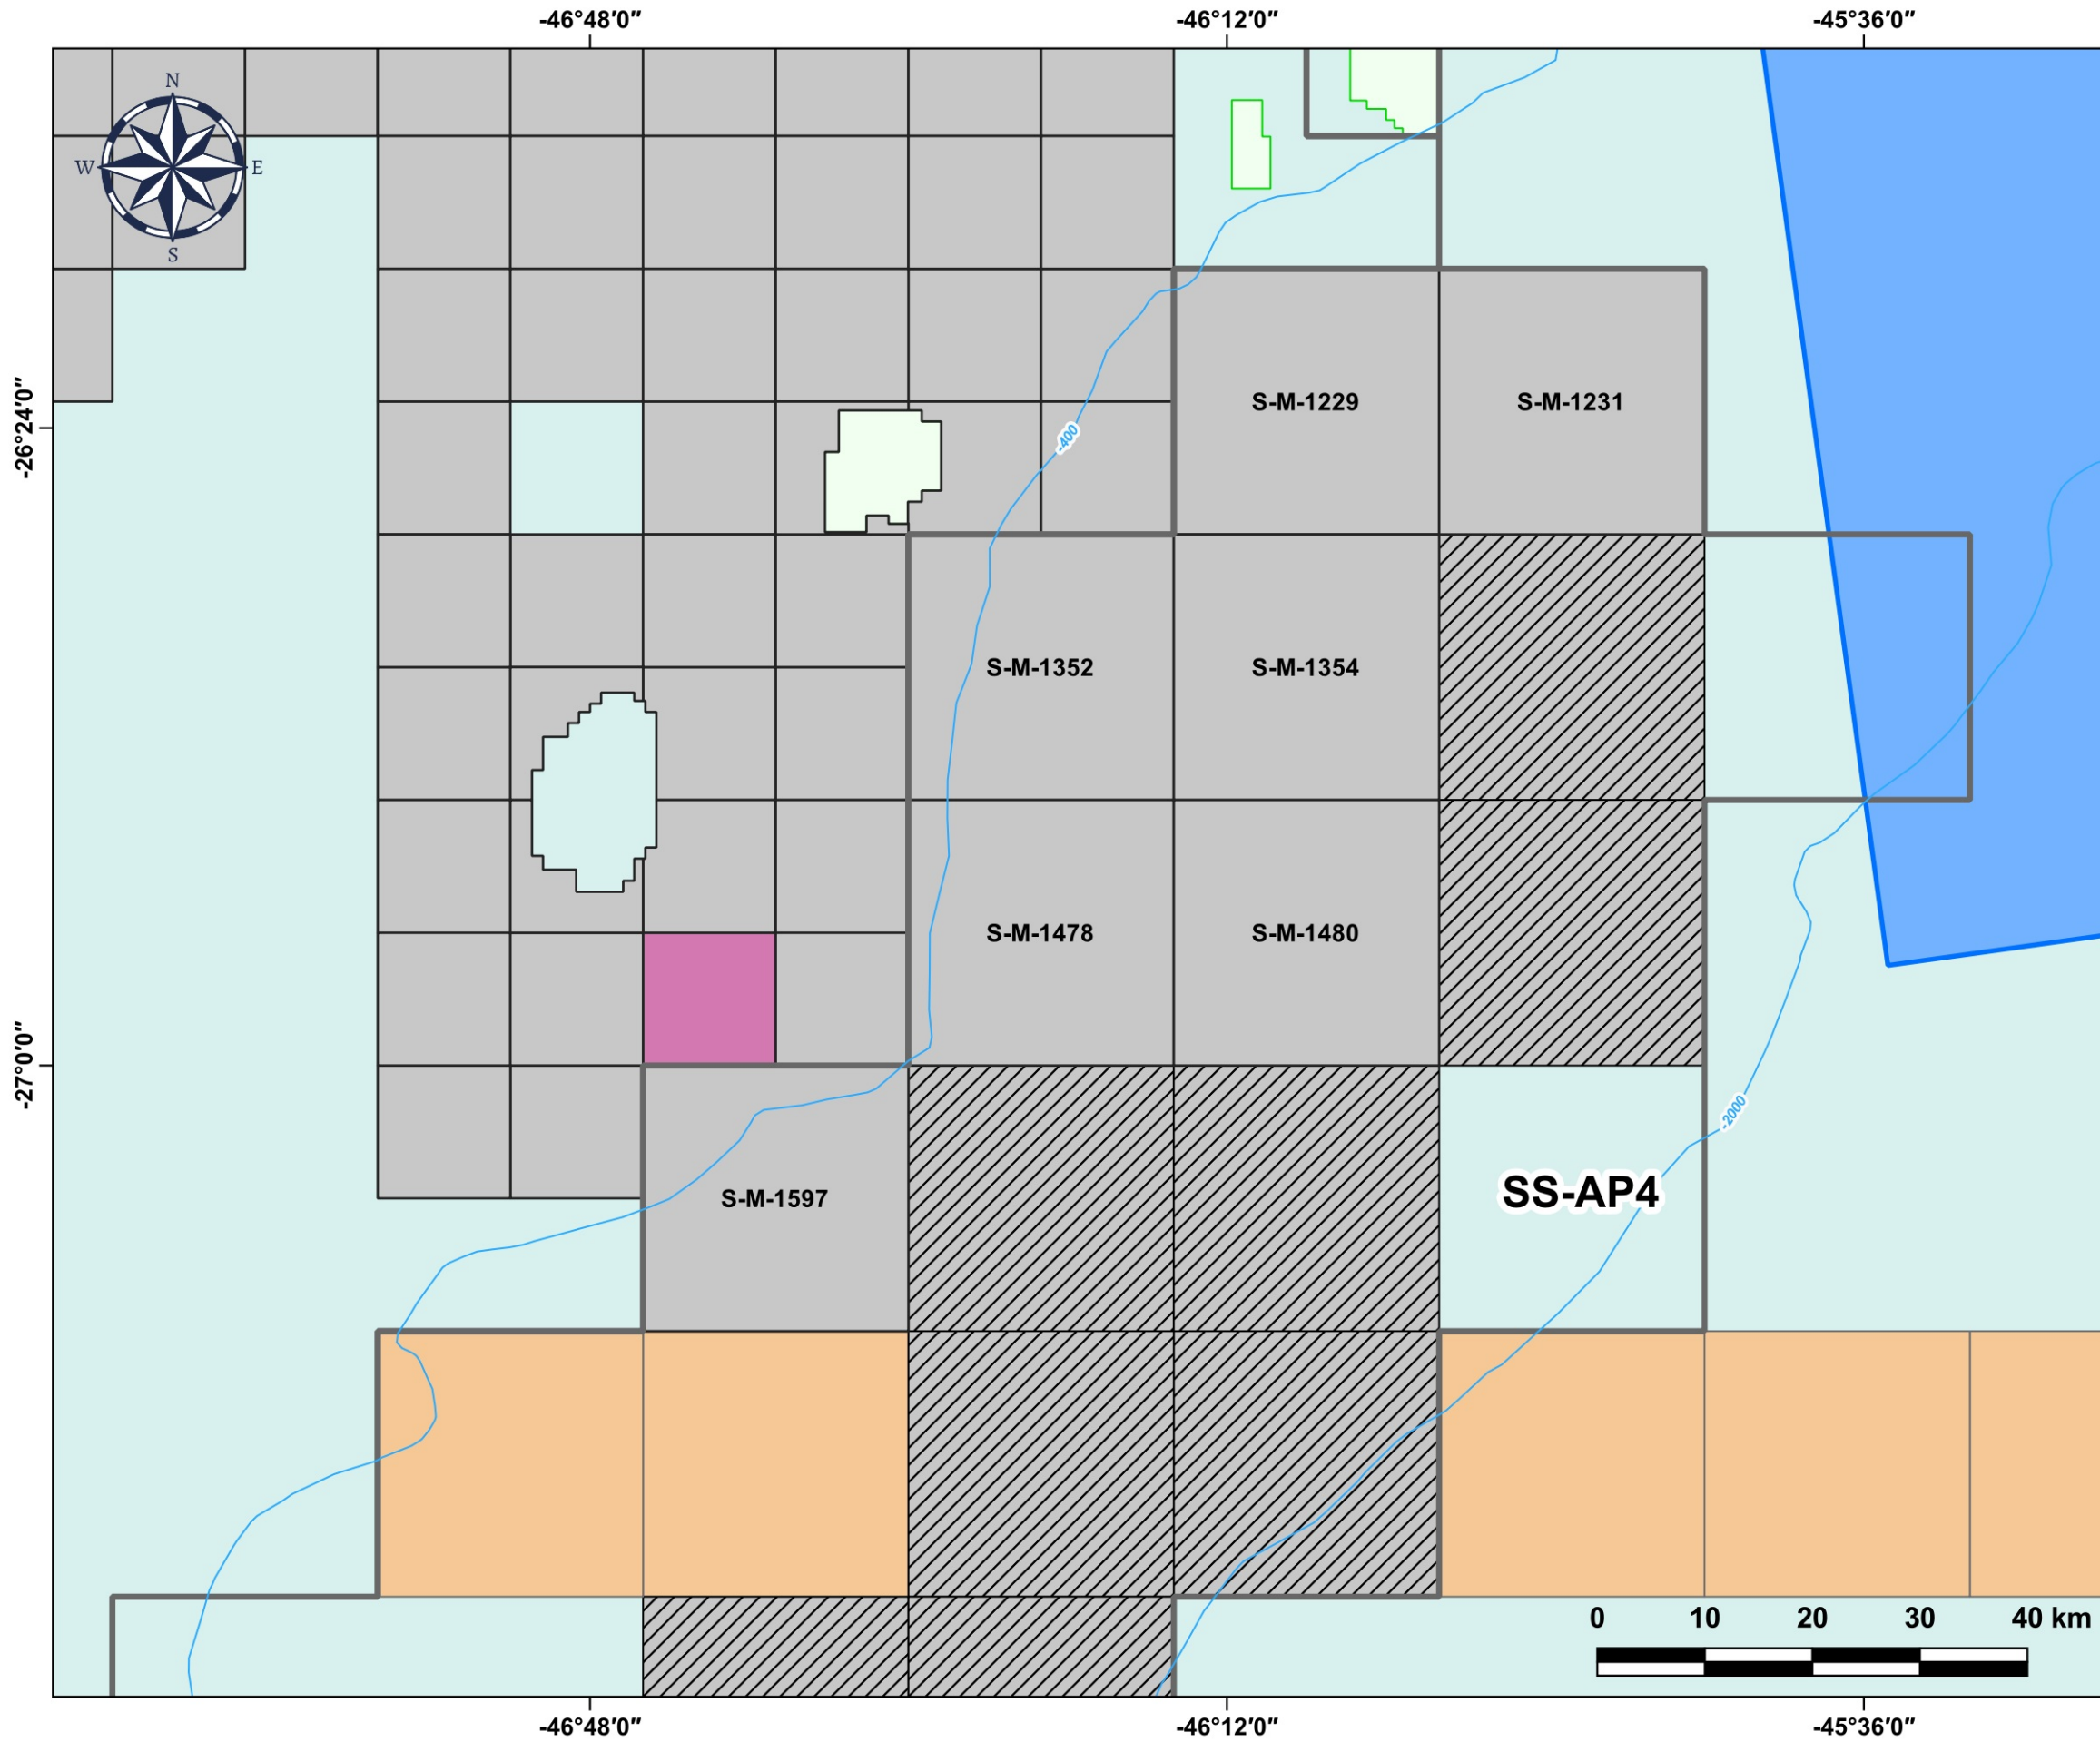 -46°48′0″ -46°12′0″ -45°36′0″
N
W E
S
-26°24′0″
S-M-1229 S-M-1231
-400
S-M-1352 S-M-1354
S-M-1478 S-M-1480
-27°0′0″
-2000
S-M-1597
SS-AP4
0 10 20 30 40 km
-46°48′0″ -46°12′0″ -45°36′0″